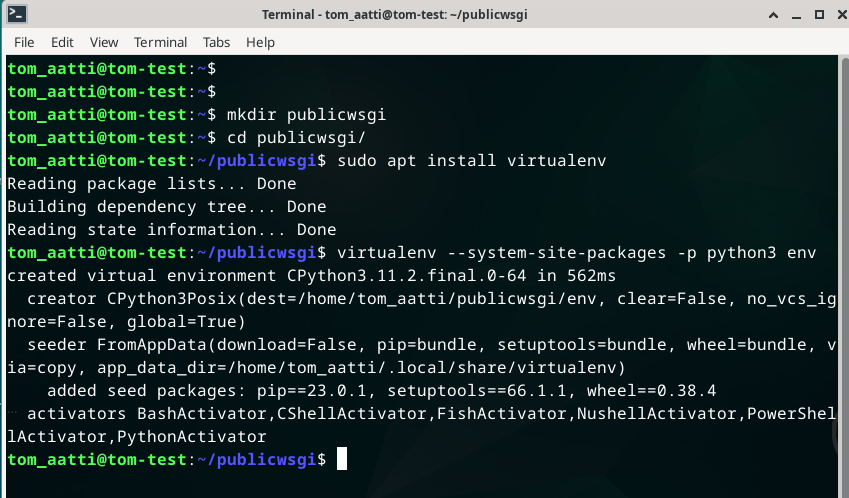 Terminal - tom_aatti@tom-test: ~/publicwsgi
File Edit View Terminal Tabs Help
tom_aatti@tom-test:~$
tom_aatti@tom-test:~$
tom_aatti@tom-test:~$ mkdir publicwsgi
tom_aatti@tom-test:~$ cd publicwsgi/
tom_aatti@tom-test:~/publicwsgi$ sudo apt install virtualenv
Reading package lists... Done
Building dependency tree... Done
Reading state information... Done
tom_aatti@tom-test:~/publicwsgi$ virtualenv --system-site-packages -p python3 env
created virtual environment CPython3.11.2.final.0-64 in 562ms
  creator CPython3Posix(dest=/home/tom_aatti/publicwsgi/env, clear=False, no_vcs_ig
nore=False, global=True)
  seeder FromAppData(download=False, pip=bundle, setuptools=bundle, wheel=bundle, v
ia=copy, app_data_dir=/home/tom_aatti/.local/share/virtualenv)
    added seed packages: pip==23.0.1, setuptools==66.1.1, wheel==0.38.4
  activators BashActivator,CShellActivator,FishActivator,NushellActivator,PowerShel
lActivator,PythonActivator
tom_aatti@tom-test:~/publicwsgi$